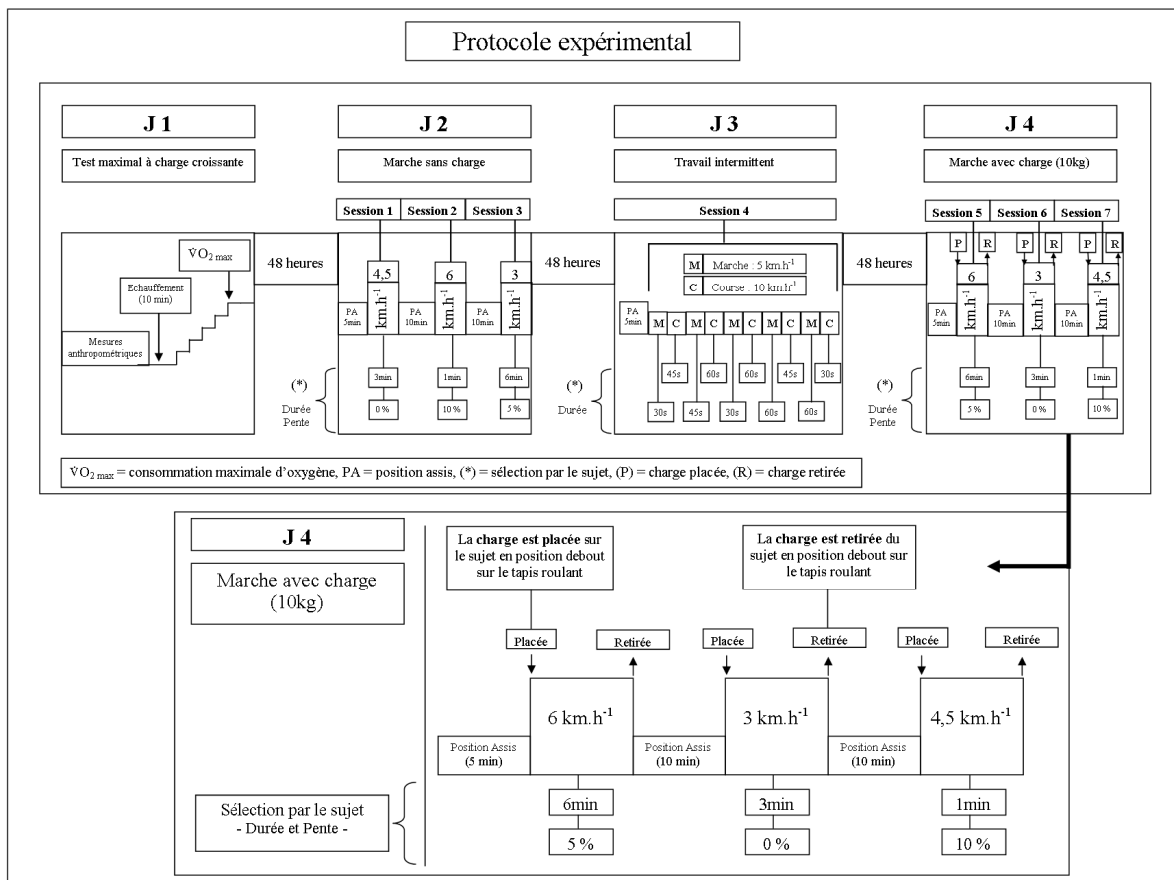 Protocole expérimental
J 1
Test maximal à charge croissante
J 2
Marche sans charge
J 3
Travail intermittent
J 4
Marche avec charge (10kg)
Session 1
Session 2
Session 3
Session 4
Session 5
Session 6
Session 7
V̇O2 max
Echauffement
(10 min)
Mesures
anthropométriques
48 heures
4,5
km.h-1
6
km.h-1
3
km.h-1
PA
5min
PA
10min
PA
10min
3min
1min
6min
0 %
10 %
5 %
(*)
Durée
Pente
48 heures
M
Marche : 5 km.h-1
C
Course : 10 km.h-1
PA
5min
M C M C M C M C M C
45s
60s
60s
45s
30s
30s
45s
30s
60s
60s
(*)
Durée
48 heures
P
R
P
R
P
R
6
km.h-1
3
km.h-1
4,5
km.h-1
PA
5min
PA
10min
PA
10min
6min
3min
1min
5 %
0 %
10 %
(*)
Durée
Pente
V̇O2 max = consommation maximale d’oxygène, PA = position assis, (*) = sélection par le sujet, (P) = charge placée, (R) = charge retirée
J 4
Marche avec charge
(10kg)
La charge est placée sur
le sujet en position debout
sur le tapis roulant
La charge est retirée du
sujet en position debout sur
le tapis roulant
Placée
Retirée
Placée
Retirée
Placée
Retirée
6 km.h-1
3 km.h-1
4,5 km.h-1
Position Assis
(5 min)
Position Assis
(10 min)
Position Assis
(10 min)
Sélection par le sujet
- Durée et Pente -
6min
3min
1min
5 %
0 %
10 %